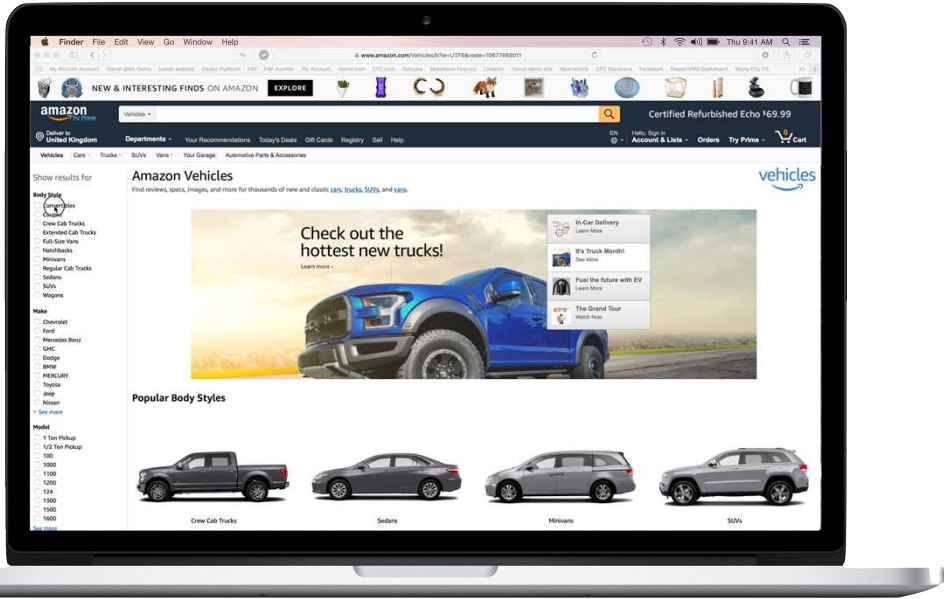 Finder File Edit View Go Window Help
Thu 9:41 AM
www.amazon.com/Vehicles/b?ie=UTF8&node=10677469011
NEW & INTERESTING FINDS ON AMAZON EXPLORE
amazon
Try Prime
Vehicles
Certified Refurbished Echo $69.99
Deliver to
United Kingdom
Departments
Your Recommendations Today's Deals Gift Cards Registry Sell Help
EN
Hello. Sign in
Account & Lists
Orders
Try Prime
0
Cart
Vehicles Cars Trucks SUVs Vans Your Garage Automotive Parts & Accessories
Show results for
Body Style
Convertibles
Coupes
Crew Cab Trucks
Extended Cab Trucks
Full-Size Vans
Hatchbacks
Minivans
Regular Cab Trucks
Sedans
SUVs
Wagons
Make
Chevrolet
Ford
Mercedes Benz
GMC
Dodge
BMW
MERCURY
Toyota
Jeep
Nissan
See more
Model
1 Ton Pickup
1/2 Ton Pickup
100
1000
1100
1200
124
1300
1500
1600
See more
Amazon Vehicles
Find reviews, specs, images, and more for thousands of new and classic cars, trucks, SUVs, and vans.
vehicles
Check out the
hottest new trucks!
Learn more
In-Car Delivery
Learn More
It's Truck Month!
See More
Fuel the future with EV
Learn More
The Grand Tour
Watch Now
Popular Body Styles
Crew Cab Trucks
Sedans
Minivans
SUVs